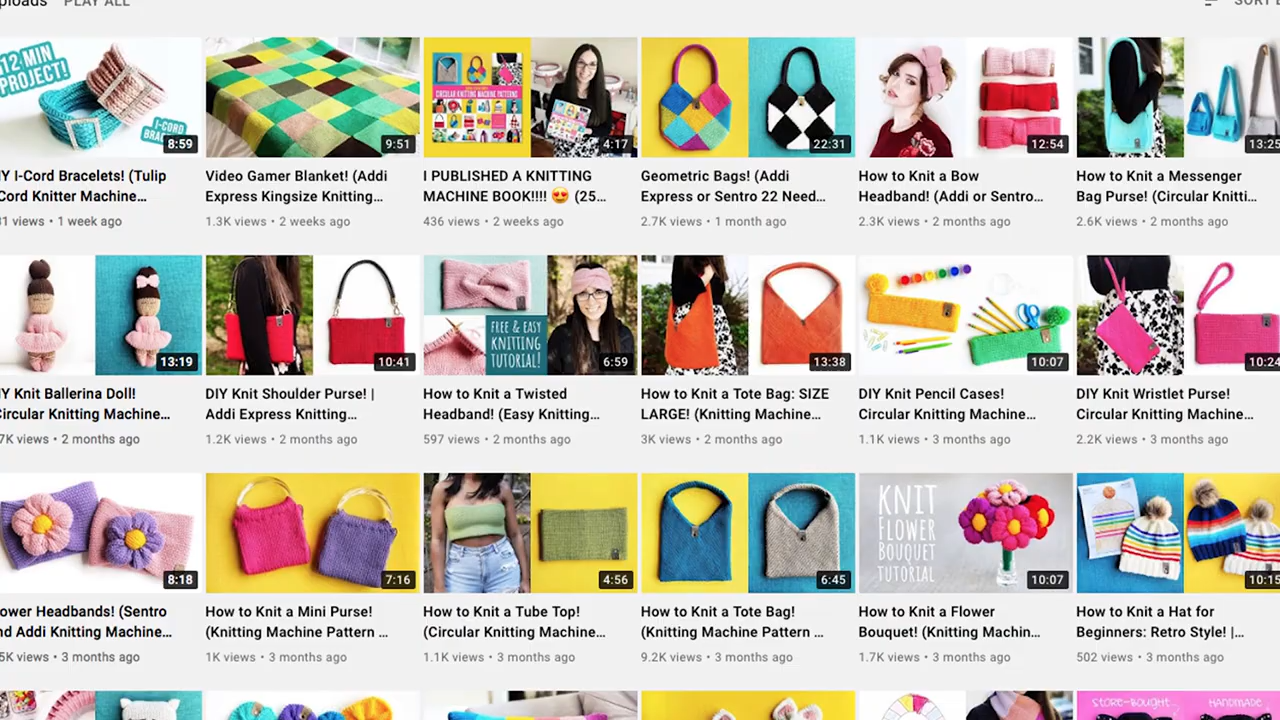 ploads PLAY ALL SORT B
12 MIN
PROJECT!
I-CORD
BRAC
8:59
9:51
CIRCULAR KNITTING MACHINE PATTERNS
4:17
22:31
12:54
13:25
Y I-Cord Bracelets! (Tulip
Cord Knitter Machine…
31 views • 1 week ago
Video Gamer Blanket! (Addi
Express Kingsize Knitting…
1.3K views • 2 weeks ago
I PUBLISHED A KNITTING
MACHINE BOOK!!!! 😍 (25…
436 views • 2 weeks ago
Geometric Bags! (Addi
Express or Sentro 22 Need…
2.7K views • 1 month ago
How to Knit a Bow
Headband! (Addi or Sentro…
2.3K views • 2 months ago
How to Knit a Messenger
Bag Purse! (Circular Knitti…
2.6K views • 2 months ago
13:19
10:41
FREE & EASY
KNITTING
TUTORIAL!
6:59
13:38
10:07
10:24
Y Knit Ballerina Doll!
Circular Knitting Machine…
7K views • 2 months ago
DIY Knit Shoulder Purse! |
Addi Express Knitting…
1.2K views • 2 months ago
How to Knit a Twisted
Headband! (Easy Knitting…
597 views • 2 months ago
How to Knit a Tote Bag: SIZE
LARGE! (Knitting Machine…
3K views • 2 months ago
DIY Knit Pencil Cases!
Circular Knitting Machine…
1.1K views • 3 months ago
DIY Knit Wristlet Purse!
Circular Knitting Machine…
2.2K views • 3 months ago
8:18
7:16
4:56
6:45
KNIT
FLOWER
BOUQUET
TUTORIAL
10:07
10:15
ower Headbands! (Sentro
nd Addi Knitting Machine…
5K views • 3 months ago
How to Knit a Mini Purse!
(Knitting Machine Pattern …
1K views • 3 months ago
How to Knit a Tube Top!
(Circular Knitting Machine…
1.1K views • 3 months ago
How to Knit a Tote Bag!
(Knitting Machine Pattern …
9.2K views • 3 months ago
How to Knit a Flower
Bouquet! (Knitting Machin…
1.7K views • 3 months ago
How to Knit a Hat for
Beginners: Retro Style! |…
502 views • 3 months ago
STORE-BOUGHT… HANDMADE